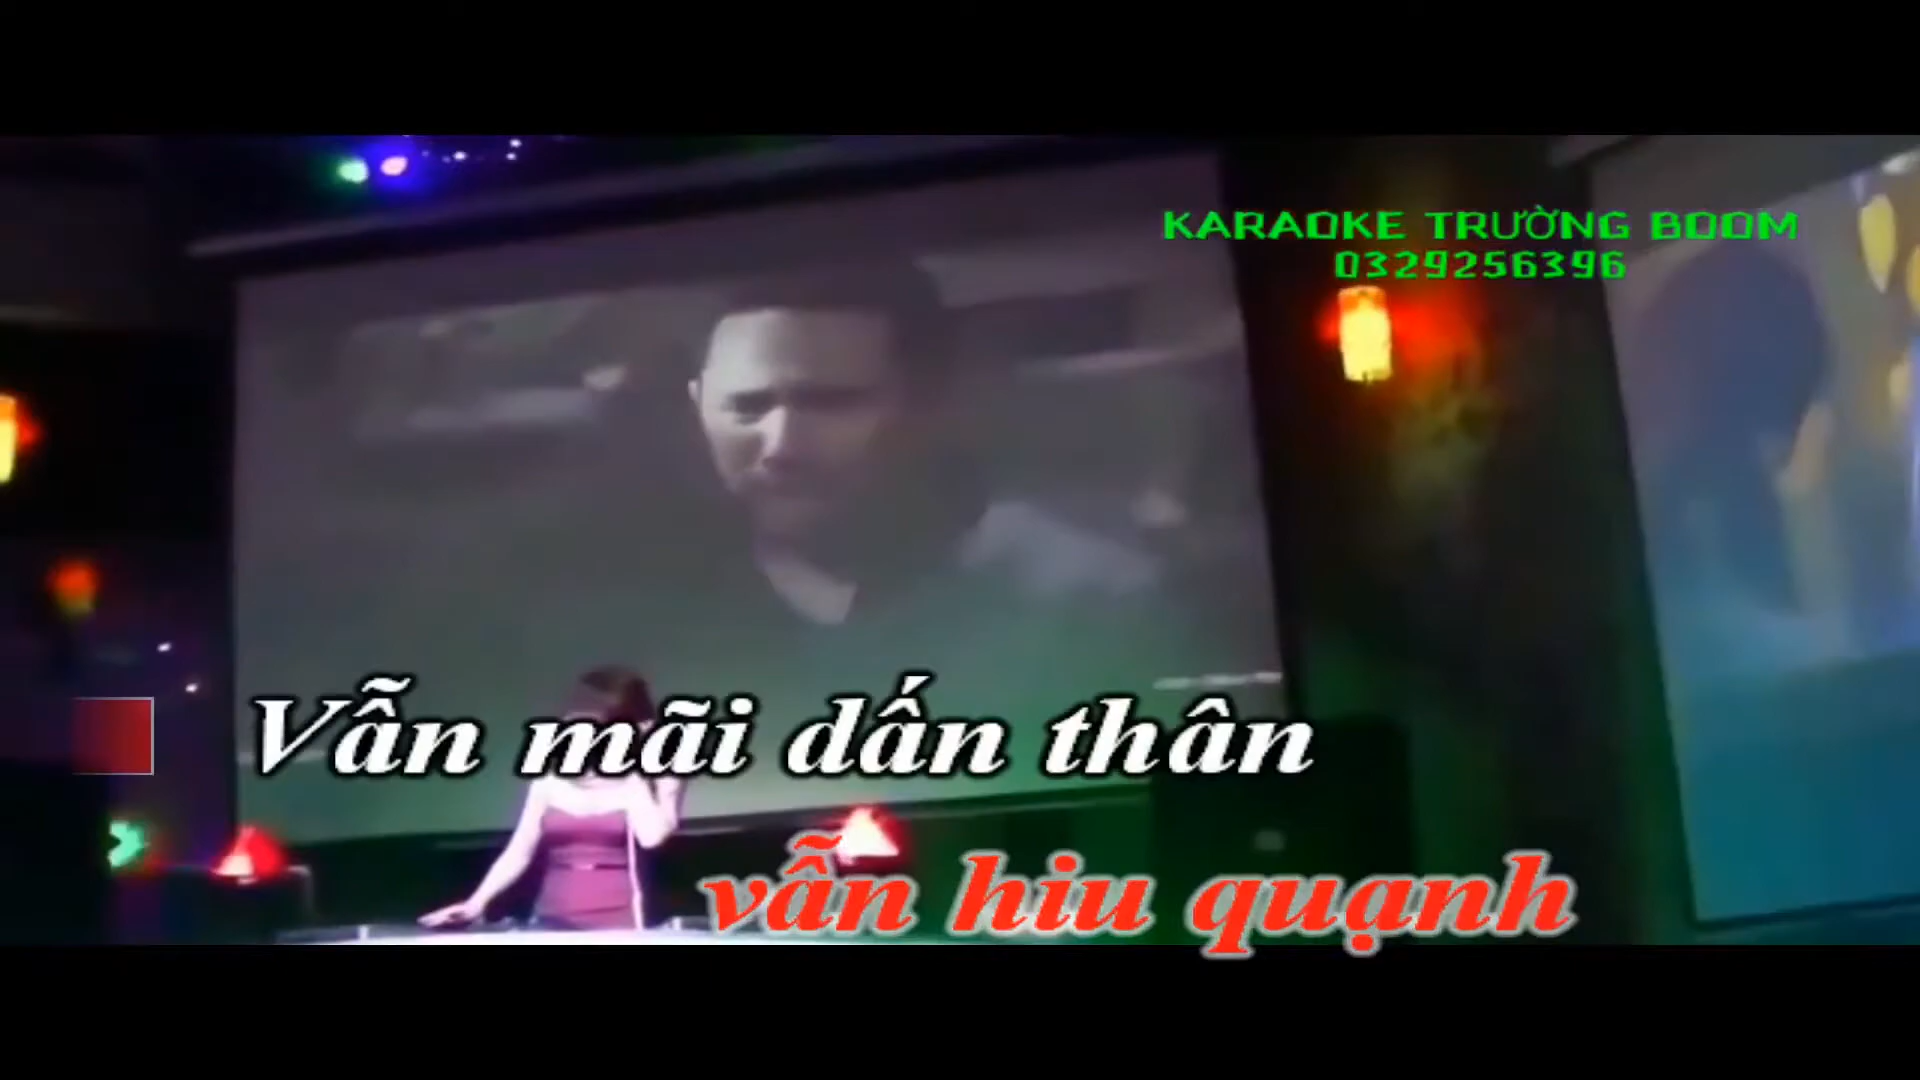 KARAOKE TRƯỜNG BOOM
0329256396
Vẫn mãi dấn thân
vẫn hiu quạnh